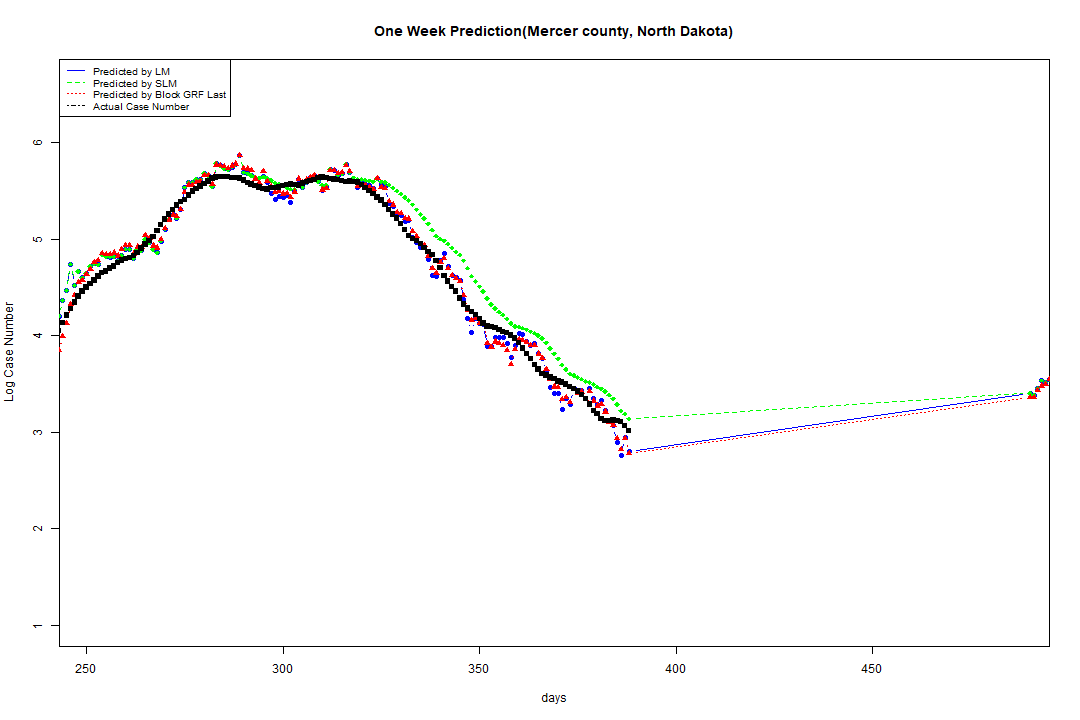 One Week Prediction(Mercer county, North Dakota)
Predicted by LM
Predicted by SLM
Predicted by Block GRF Last
Actual Case Number
6
5
4
3
2
1
Log Case Number
250 300 350 400 450
days